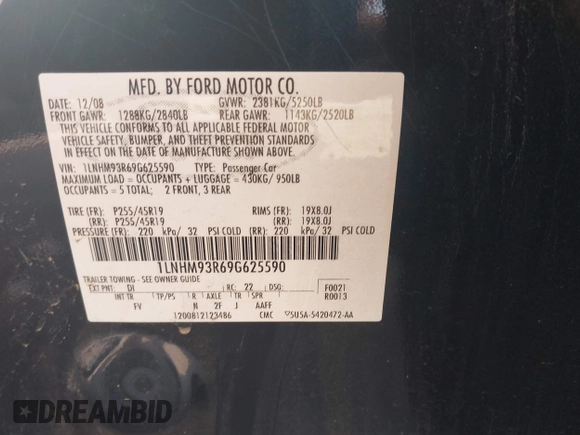 MFD. BY FORD MOTOR CO.
DATE: 12/08 GVWR: 2381KG/5250LB
FRONT GAWR: 1288KG/2840LB REAR GAWR: 1143KG/2520LB
THIS VEHICLE CONFORMS TO ALL APPLICABLE FEDERAL MOTOR
VEHICLE SAFETY, BUMPER, AND THEFT PREVENTION STANDARDS
IN EFFECT ON THE DATE OF MANUFACTURE SHOWN ABOVE.
VIN: 1LNHM93R69G625590 TYPE: Passenger Car
MAXIMUM LOAD = OCCUPANTS + LUGGAGE = 430KG/ 950LB
OCCUPANTS = 5 TOTAL; 2 FRONT, 3 REAR
TIRE (FR): P255/45R19 RIMS (FR): 19X8.0J
(RR): P255/45R19 (RR): 19X8.0J
PRESSURE (FR): 220 kPa/ 32 PSI COLD (RR): 220 kPa/ 32 PSI COLD
1LNHM93R69G625590
TRAILER TOWING - SEE OWNER GUIDE
EXT PNT: DI RC: 22 DSO: F0021
INT TR TP/PS R AXLE TR SPR R0013
FV N 2F J AAFF
1200812123486 CMC 5U5A-5420472-AA
DREAMBID